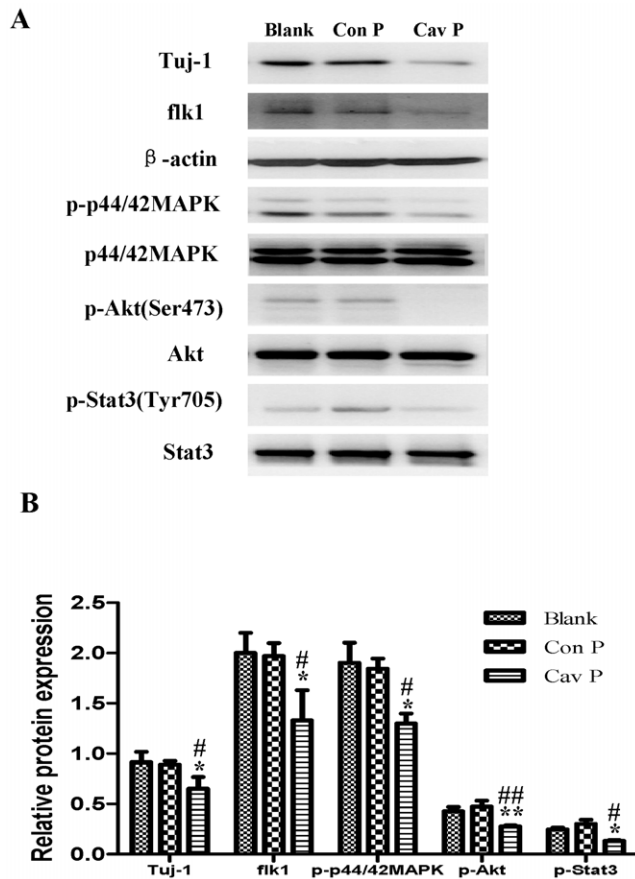 A
Blank Con P Cav P
Tuj-1
flk1
β-actin
p-p44/42MAPK
p44/42MAPK
p-Akt(Ser473)
Akt
p-Stat3(Tyr705)
Stat3
B
Relative protein expression
2.5
2.0
1.5
1.0
0.5
0.0
Blank
Con P
Cav P
#
*
#
*
#
*
##
**
#
*
Tuj-1 flk1 p-p44/42MAPK p-Akt p-Stat3